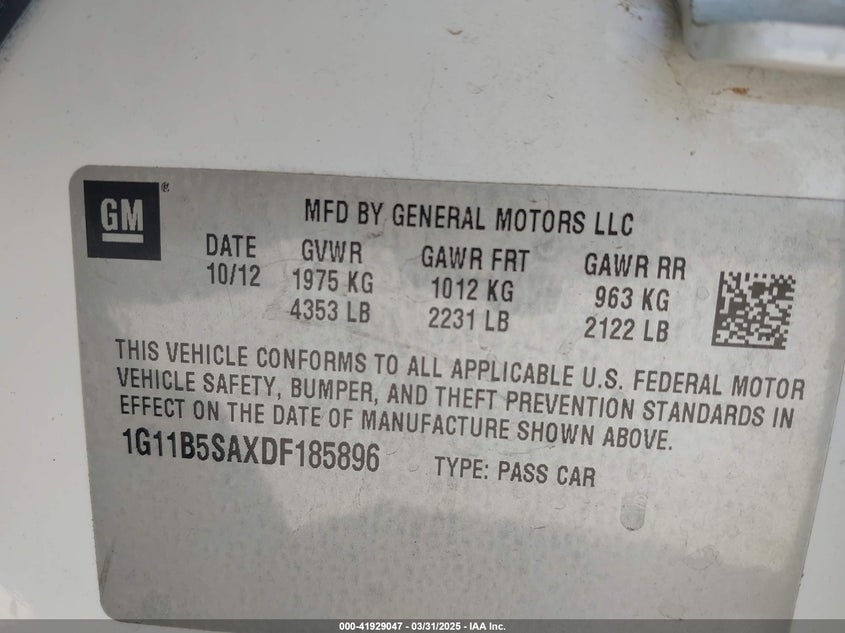 GM®
MFD BY GENERAL MOTORS LLC
DATE GVWR GAWR FRT GAWR RR
10/12 1975 KG 1012 KG 963 KG
4353 LB 2231 LB 2122 LB
THIS VEHICLE CONFORMS TO ALL APPLICABLE U.S. FEDERAL MOTOR
VEHICLE SAFETY, BUMPER, AND THEFT PREVENTION STANDARDS IN
EFFECT ON THE DATE OF MANUFACTURE SHOWN ABOVE.
1G11B5SAXDF185896 TYPE: PASS CAR
000-41929047 - 03/31/2025 - IAA Inc.